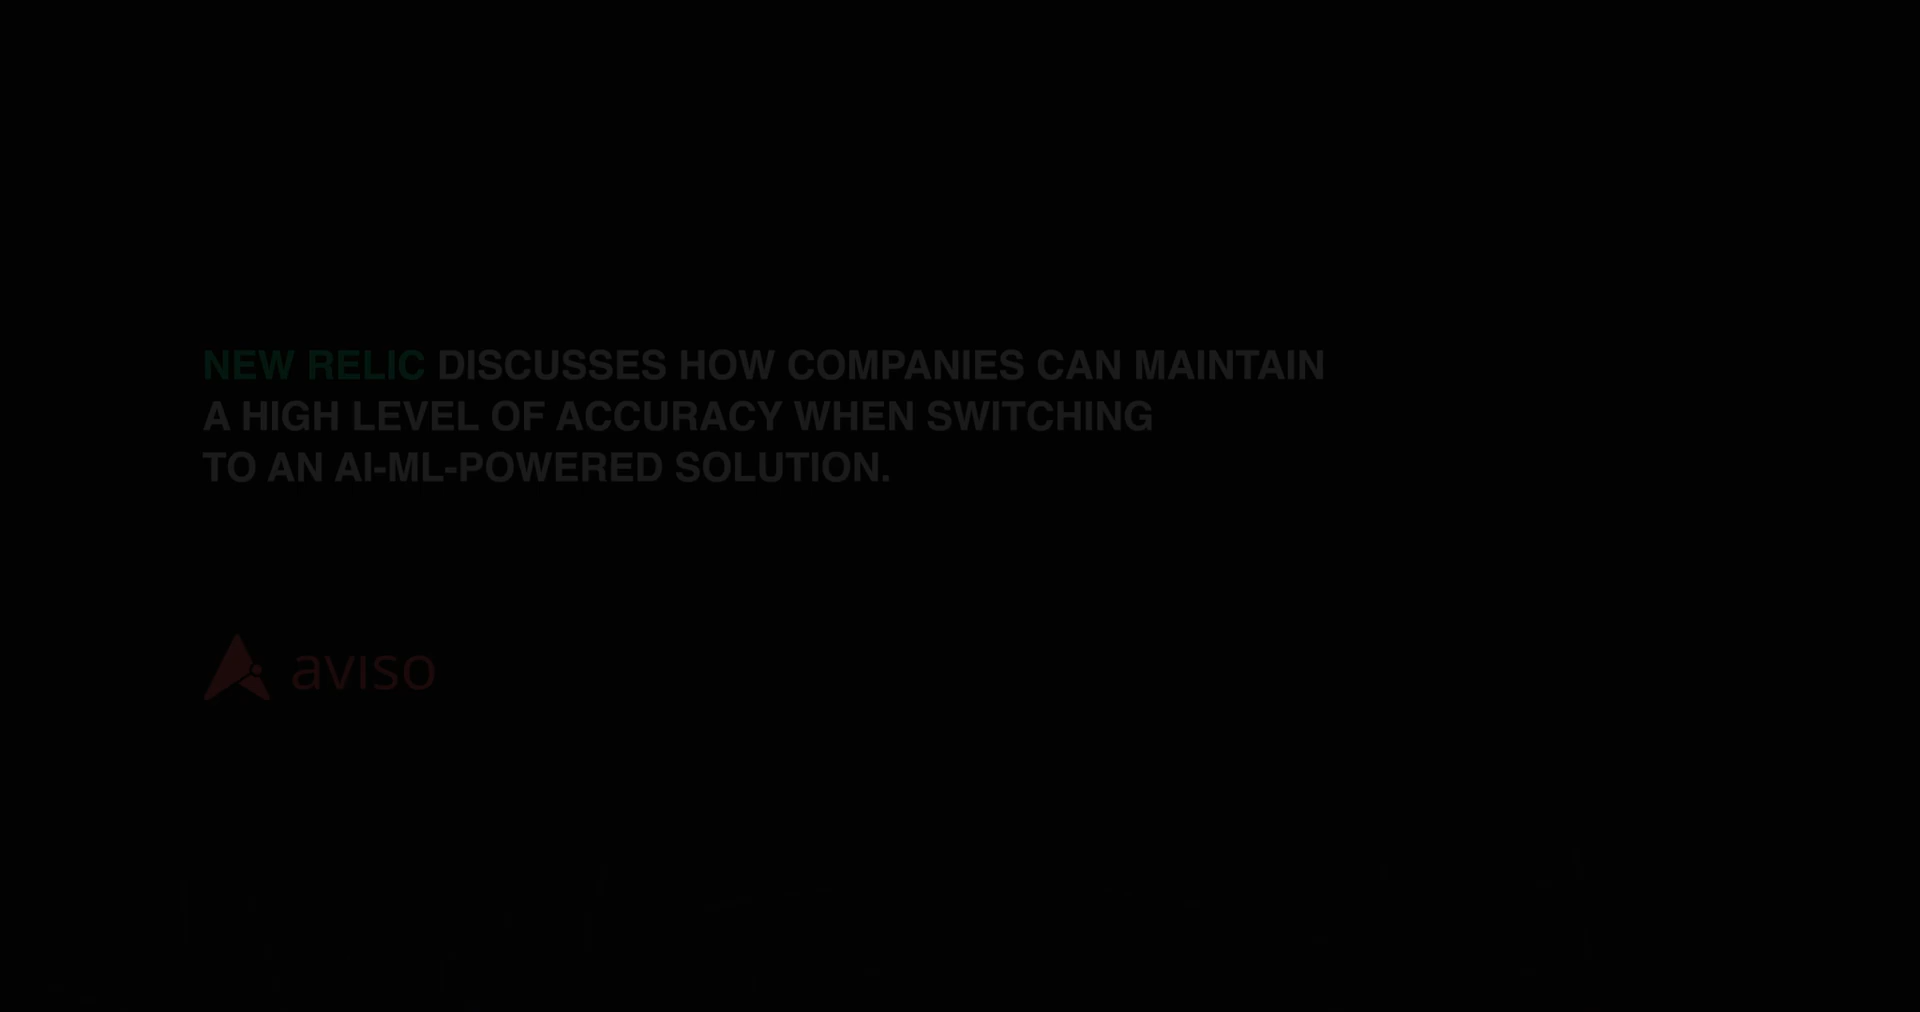 NEW RELIC DISCUSSES HOW COMPANIES CAN MAINTAIN
A HIGH LEVEL OF ACCURACY WHEN SWITCHING
TO AN AI-ML-POWERED SOLUTION.
aviso